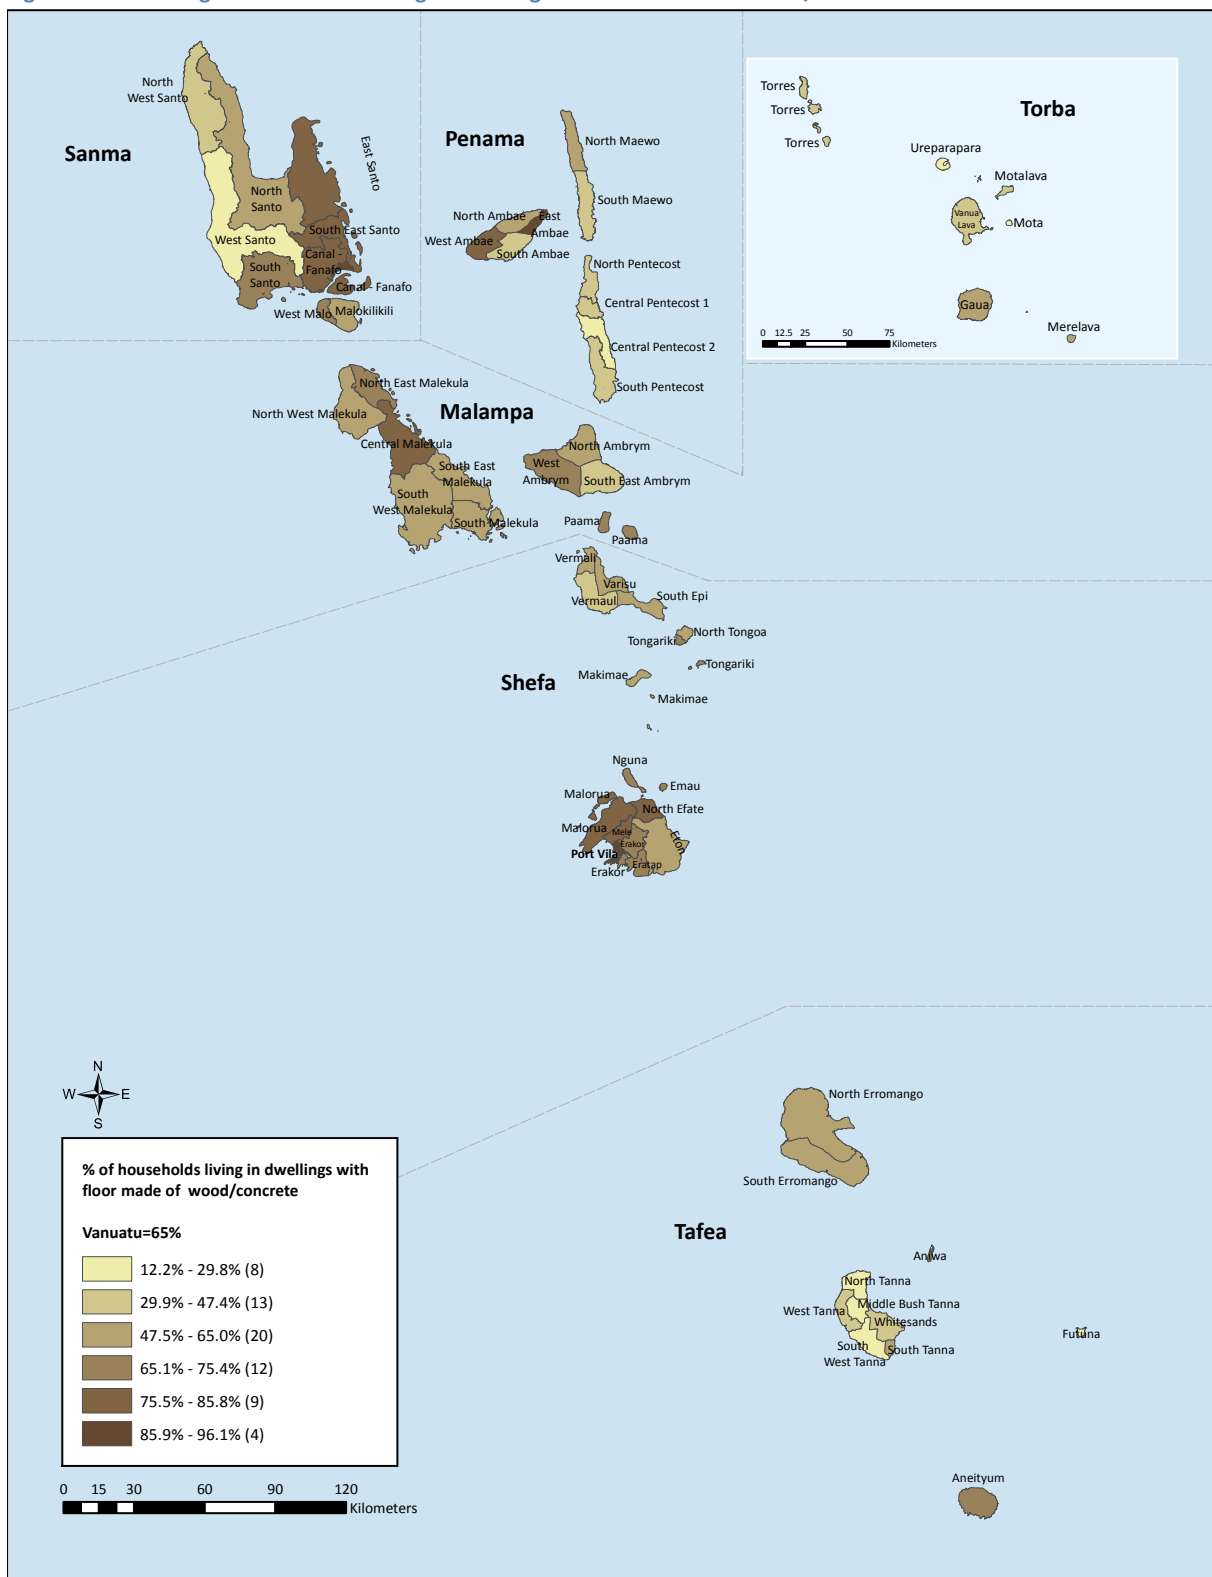 North
West Santo
Sanma
East Santo
North
Santo
South East Santo
West Santo
Canal -
Fanafo
South
Santo
Canal - Fanafo
West Malo
Malokilikili
Penama
North Maewo
South Maewo
North Ambae
East
Ambae
West Ambae
South Ambae
North Pentecost
Central Pentecost 1
Central Pentecost 2
South Pentecost
Torba
Torres
Torres
Torres
Ureparapara
Motalava
Vanua
Lava
Mota
Gaua
Merelava
0 12.5 25 50 75
Kilometers
Malampa
North East Malekula
North West Malekula
Central Malekula
South East
Malekula
South
West Malekula
South Malekula
North Ambrym
West
Ambrym
South East Ambrym
Paama
Paama
Shefa
Vermali
Varisu
Vermaul
South Epi
North Tongoa
Tongariki
Tongariki
Makimae
Makimae
Nguna
Emau
Malorua
North Efate
Malorua
Mele
Erakor
Eton
Port Vila
Eratap
Erakor
Tafea
North Erromango
South Erromango
Aniwa
North Tanna
Middle Bush Tanna
West Tanna
Whitesands
South
West Tanna
South Tanna
Futuna
Aneityum
N
W E
S
% of households living in dwellings with
floor made of wood/concrete
Vanuatu=65%
12.2% - 29.8% (8)
29.9% - 47.4% (13)
47.5% - 65.0% (20)
65.1% - 75.4% (12)
75.5% - 85.8% (9)
85.9% - 96.1% (4)
0 15 30 60 90 120
Kilometers